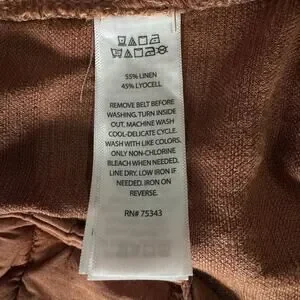 55% LINEN
45% LYOCELL
REMOVE BELT BEFORE
WASHING. TURN INSIDE
OUT. MACHINE WASH
COOL-DELICATE CYCLE.
WASH WITH LIKE COLORS.
ONLY NON-CHLORINE
BLEACH WHEN NEEDED.
LINE DRY. LOW IRON IF
NEEDED. IRON ON
REVERSE.
RN# 75343